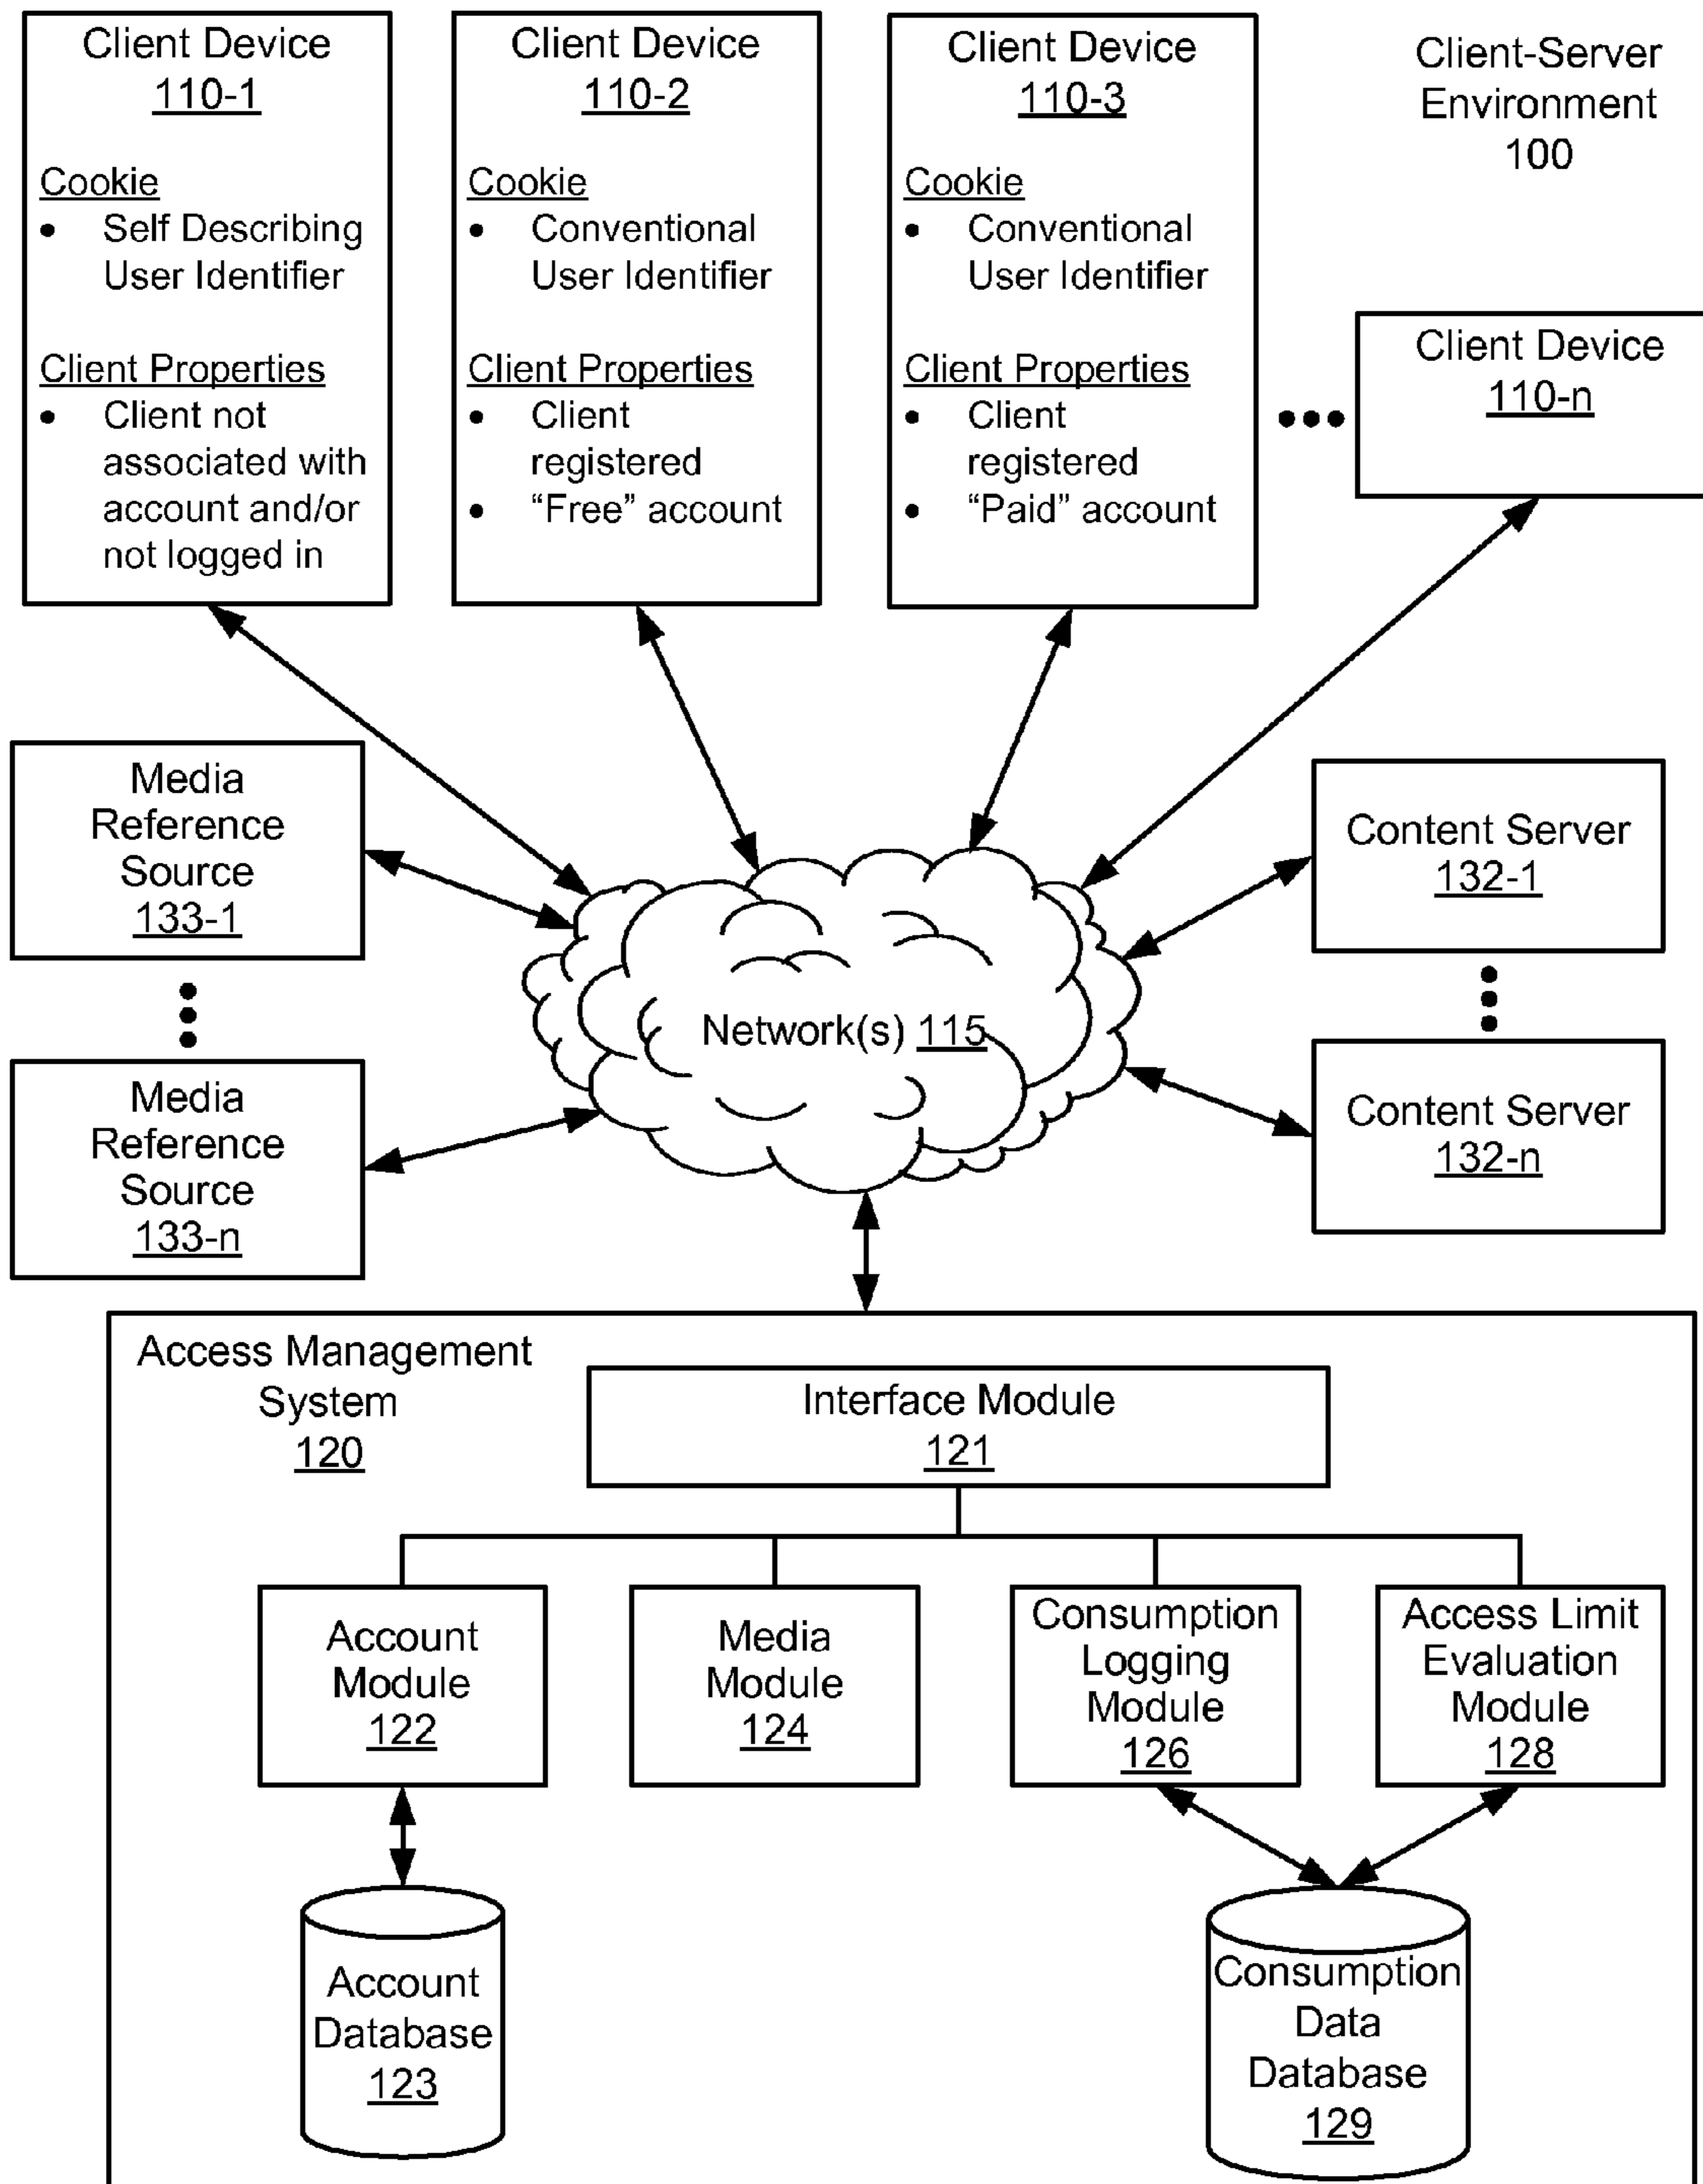 Client Device
110-1
Cookie
• Self Describing
User Identifier
Client Properties
• Client not
associated with
account and/or
not logged in
Client Device
110-2
Cookie
• Conventional
User Identifier
Client Properties
• Client
registered
• “Free” account
Client Device
110-3
Cookie
• Conventional
User Identifier
Client Properties
• Client
registered
• “Paid” account
Client-Server
Environment
100
Client Device
110-n
Media
Reference
Source
133-1
Media
Reference
Source
133-n
Network(s) 115
Content Server
132-1
Content Server
132-n
Access Management
System
120
Interface Module
121
Account
Module
122
Media
Module
124
Consumption
Logging
Module
126
Access Limit
Evaluation
Module
128
Account
Database
123
Consumption
Data
Database
129